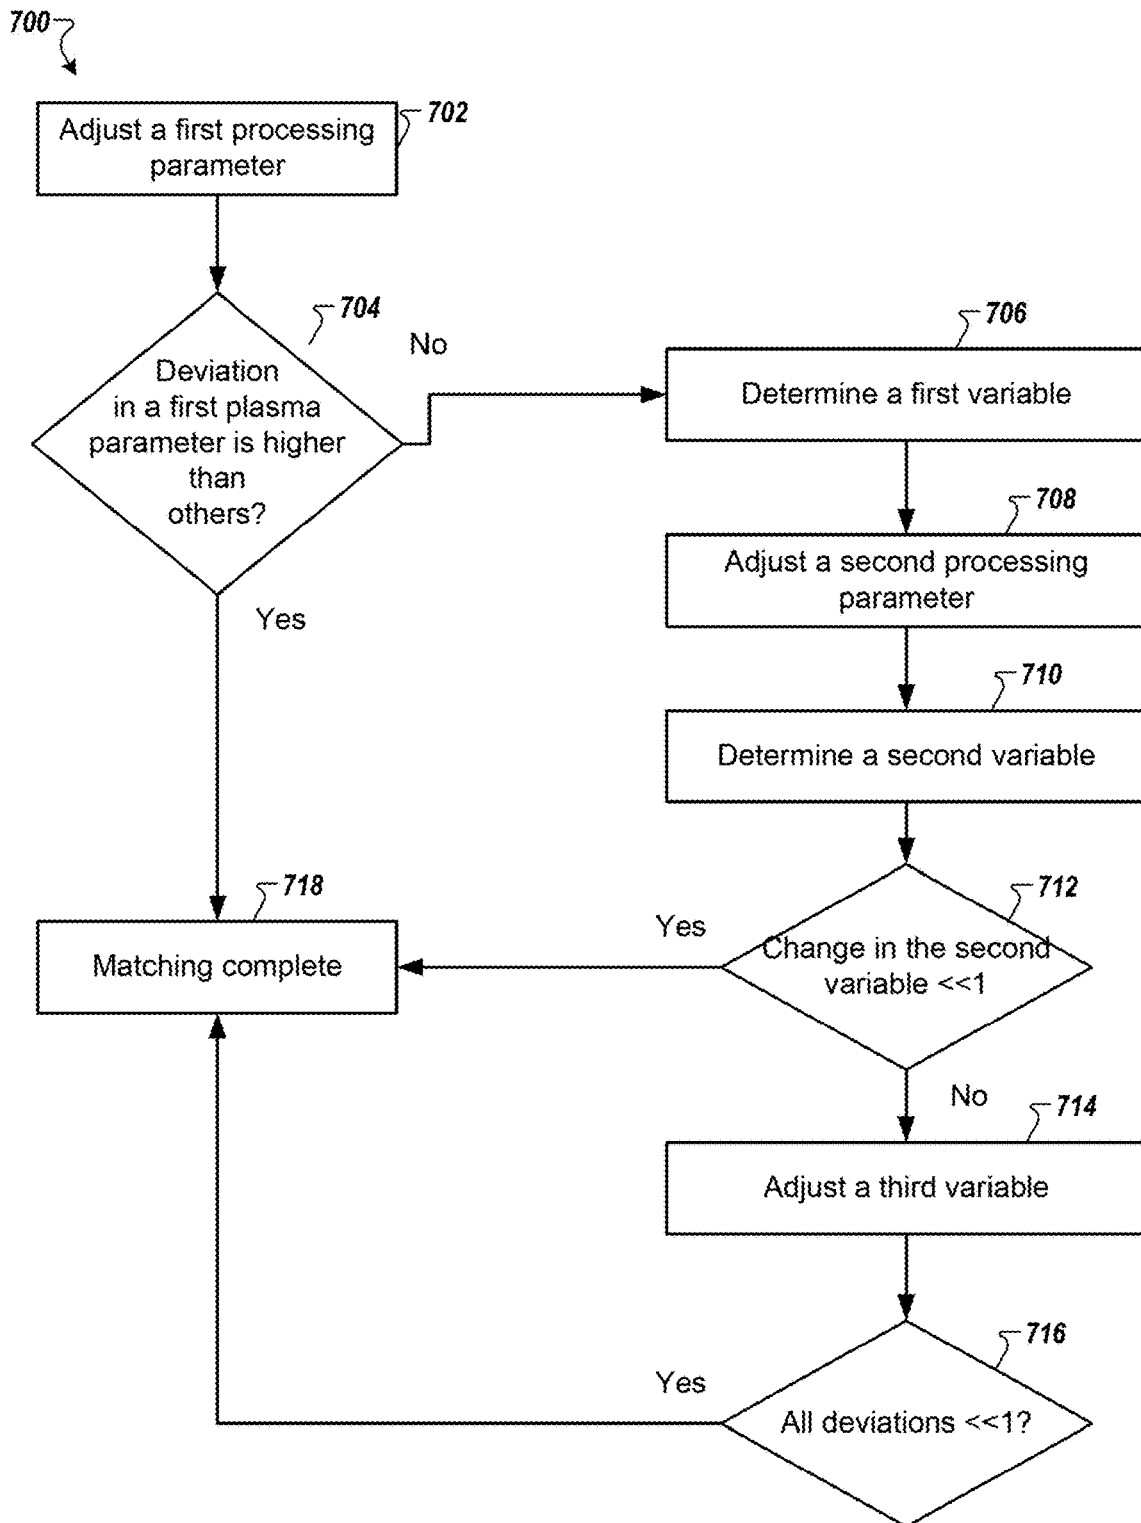 700
702
Adjust a first processing
parameter
704
Deviation
in a first plasma
parameter is higher
than
others?
No
706
Determine a first variable
708
Adjust a second processing
parameter
Yes
710
Determine a second variable
718
Matching complete
712
Yes
Change in the second
variable <<1
No
714
Adjust a third variable
716
Yes
All deviations <<1?